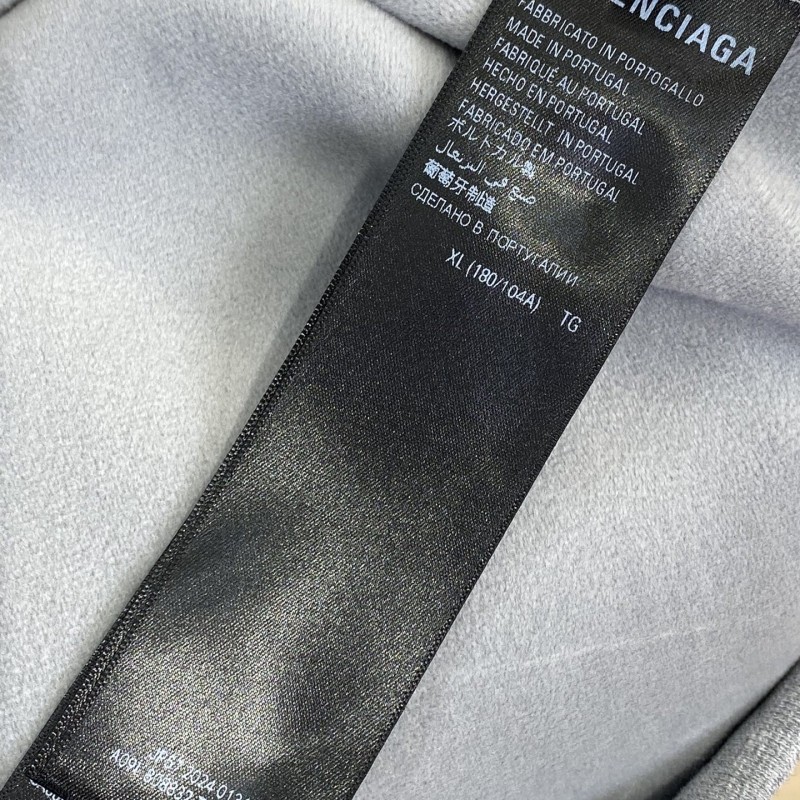 ENCIAGA
FABBRICATO IN PORTOGALLO
MADE IN PORTUGAL
FABRIQUÉ AU PORTUGAL
HECHO EN PORTUGAL
HERGESTELLT IN PORTUGAL
FABRICADO EM PORTUGAL
ポルトガル製
صنع في البرتغال
葡萄牙制造
СДЕЛАНО В ПОРТУГАЛИИ
XL (180/104A) TG
2024